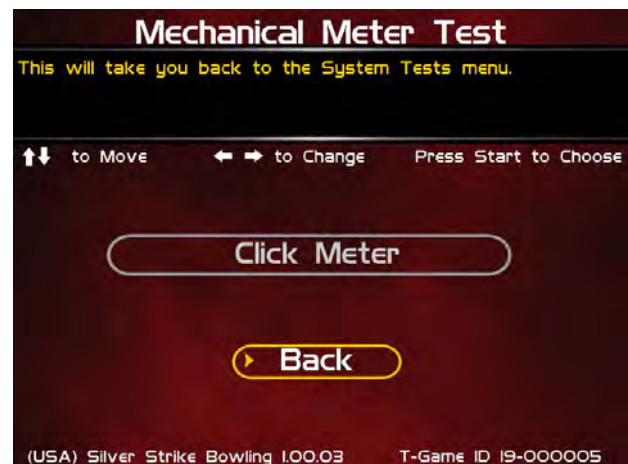 Mechanical Meter Test
This will take you back to the System Tests menu.
to Move to Change Press Start to Choose
Click Meter
Back
(USA) Silver Strike Bowling 1.00.03 T-Game ID 19-000005